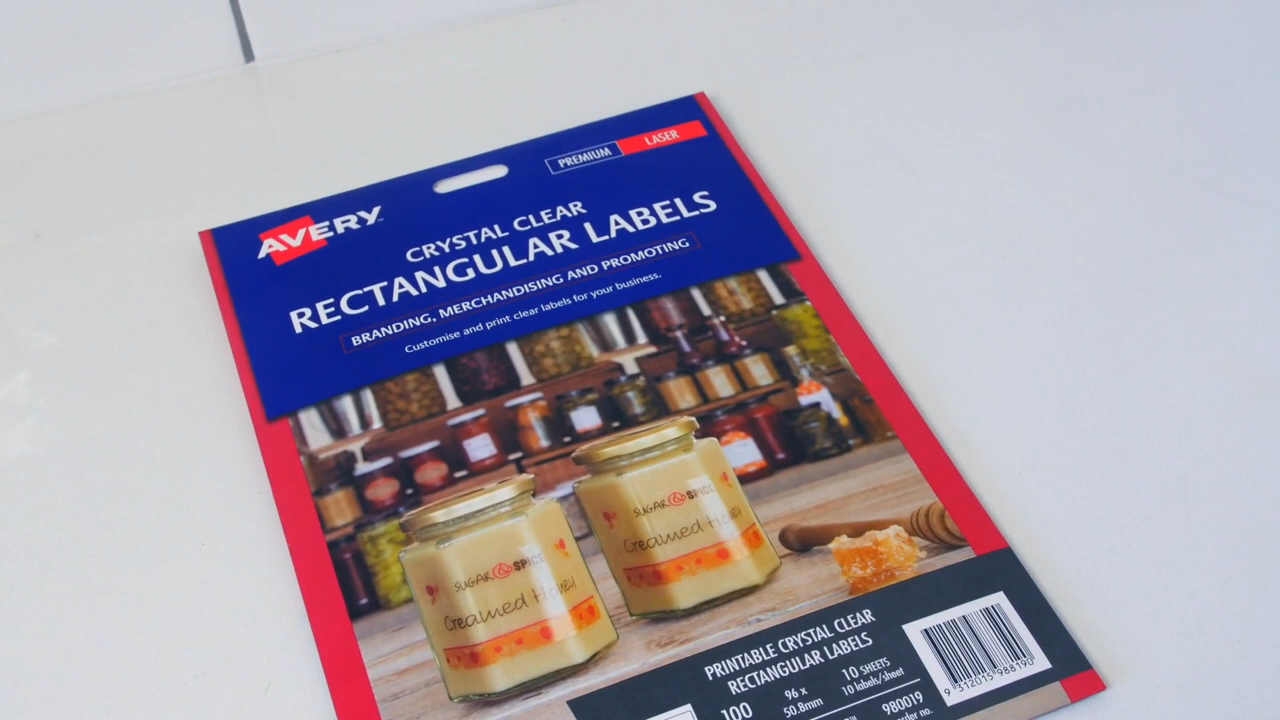 PREMIUM LASER
AVERY
CRYSTAL CLEAR
RECTANGULAR LABELS
BRANDING, MERCHANDISING AND PROMOTING
Customise and print clear labels for your business.
SUGAR & SPICE
Creamed Honey
SUGAR & SPICE
Creamed Honey
PRINTABLE CRYSTAL CLEAR
RECTANGULAR LABELS
100
96 x
50.8mm
10 SHEETS
10 labels/sheet
980019
order no.
9 312015 988190